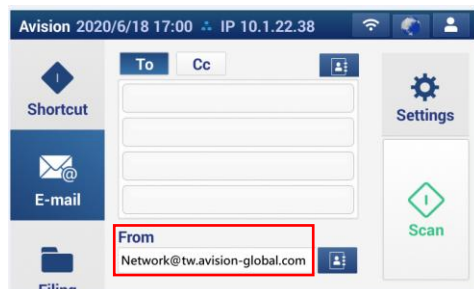 Avision 2020/6/18 17:00 IP 10.1.22.38
To Cc
Shortcut
Settings
E-mail
Scan
From
Network@tw.avision-global.com
Filing